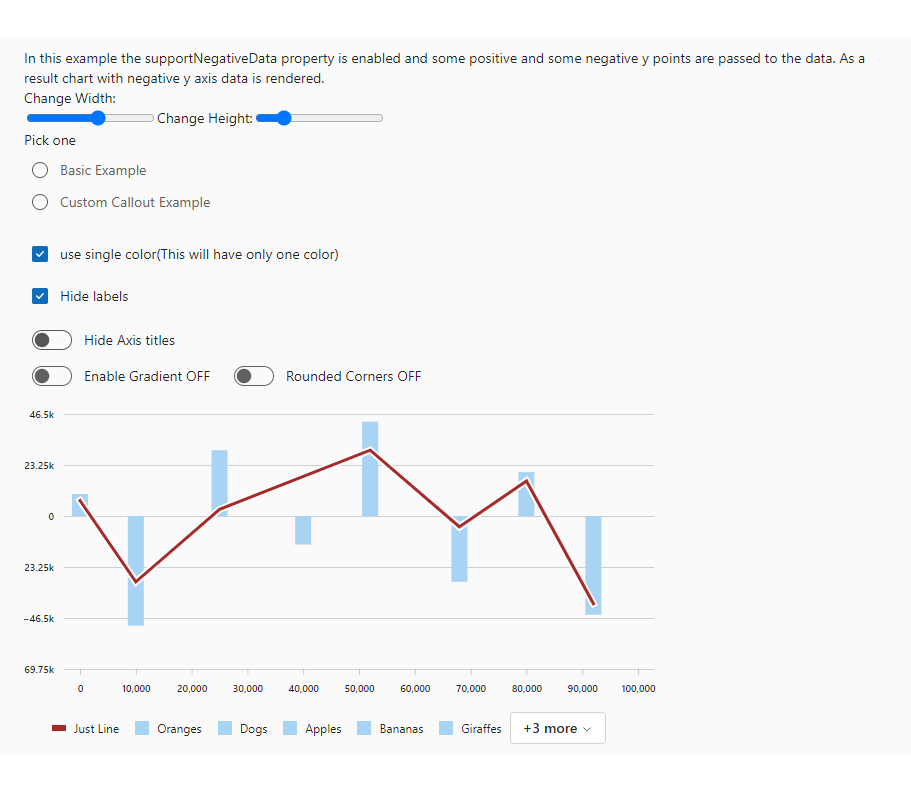 In this example the supportNegativeData property is enabled and some positive and some negative y points are passed to the data. As a
result chart with negative y axis data is rendered.
Change Width:
Change Height:
Pick one
Basic Example
Custom Callout Example
use single color(This will have only one color)
Hide labels
Hide Axis titles
Enable Gradient OFF Rounded Corners OFF
46.5k
23.25k
0
23.25k
−46.5k
69.75k
0 10,000 20,000 30,000 40,000 50,000 60,000 70,000 80,000 90,000 100,000
Just Line Oranges Dogs Apples Bananas Giraffes +3 more